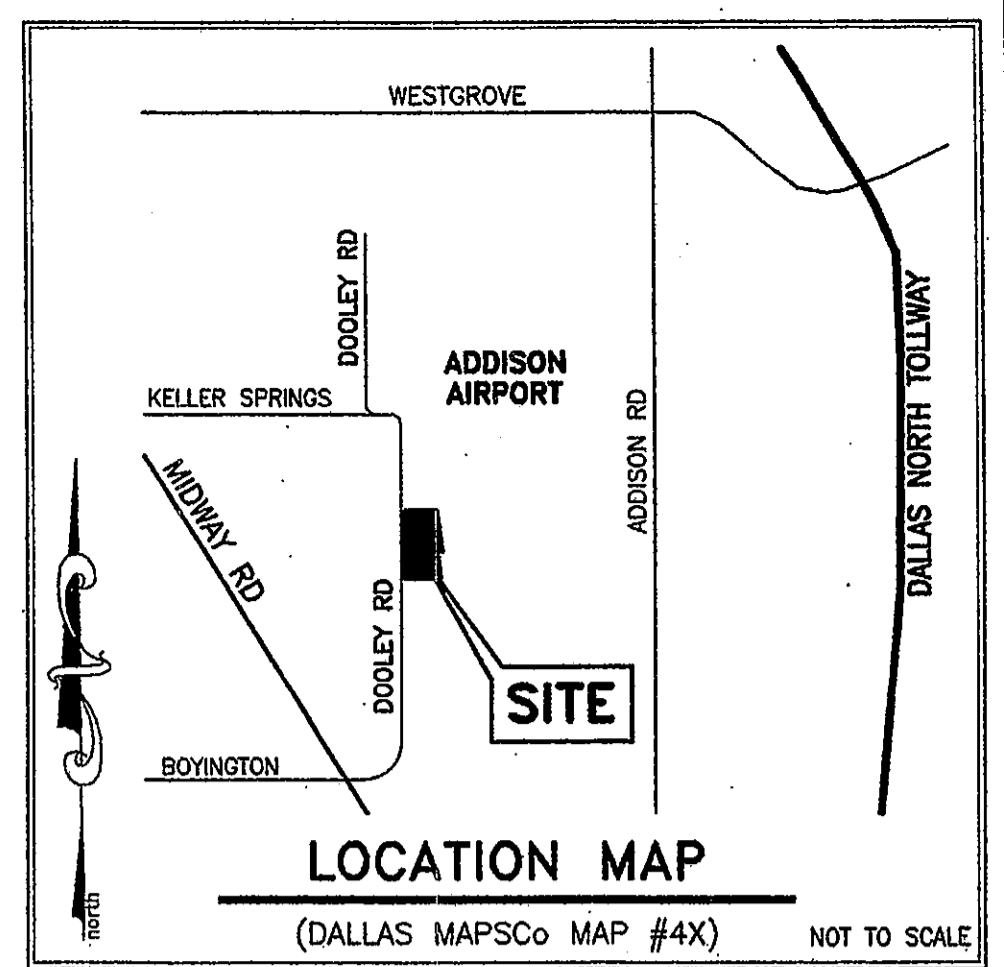 WESTGROVE
DOOLEY RD
ADDISON
AIRPORT
KELLER SPRINGS
MIDWAY RD
ADDISON RD
DALLAS NORTH TOLLWAY
DOOLEY RD
SITE
BOYINGTON
north
LOCATION MAP
(DALLAS MAPSCo MAP #4X)
NOT TO SCALE